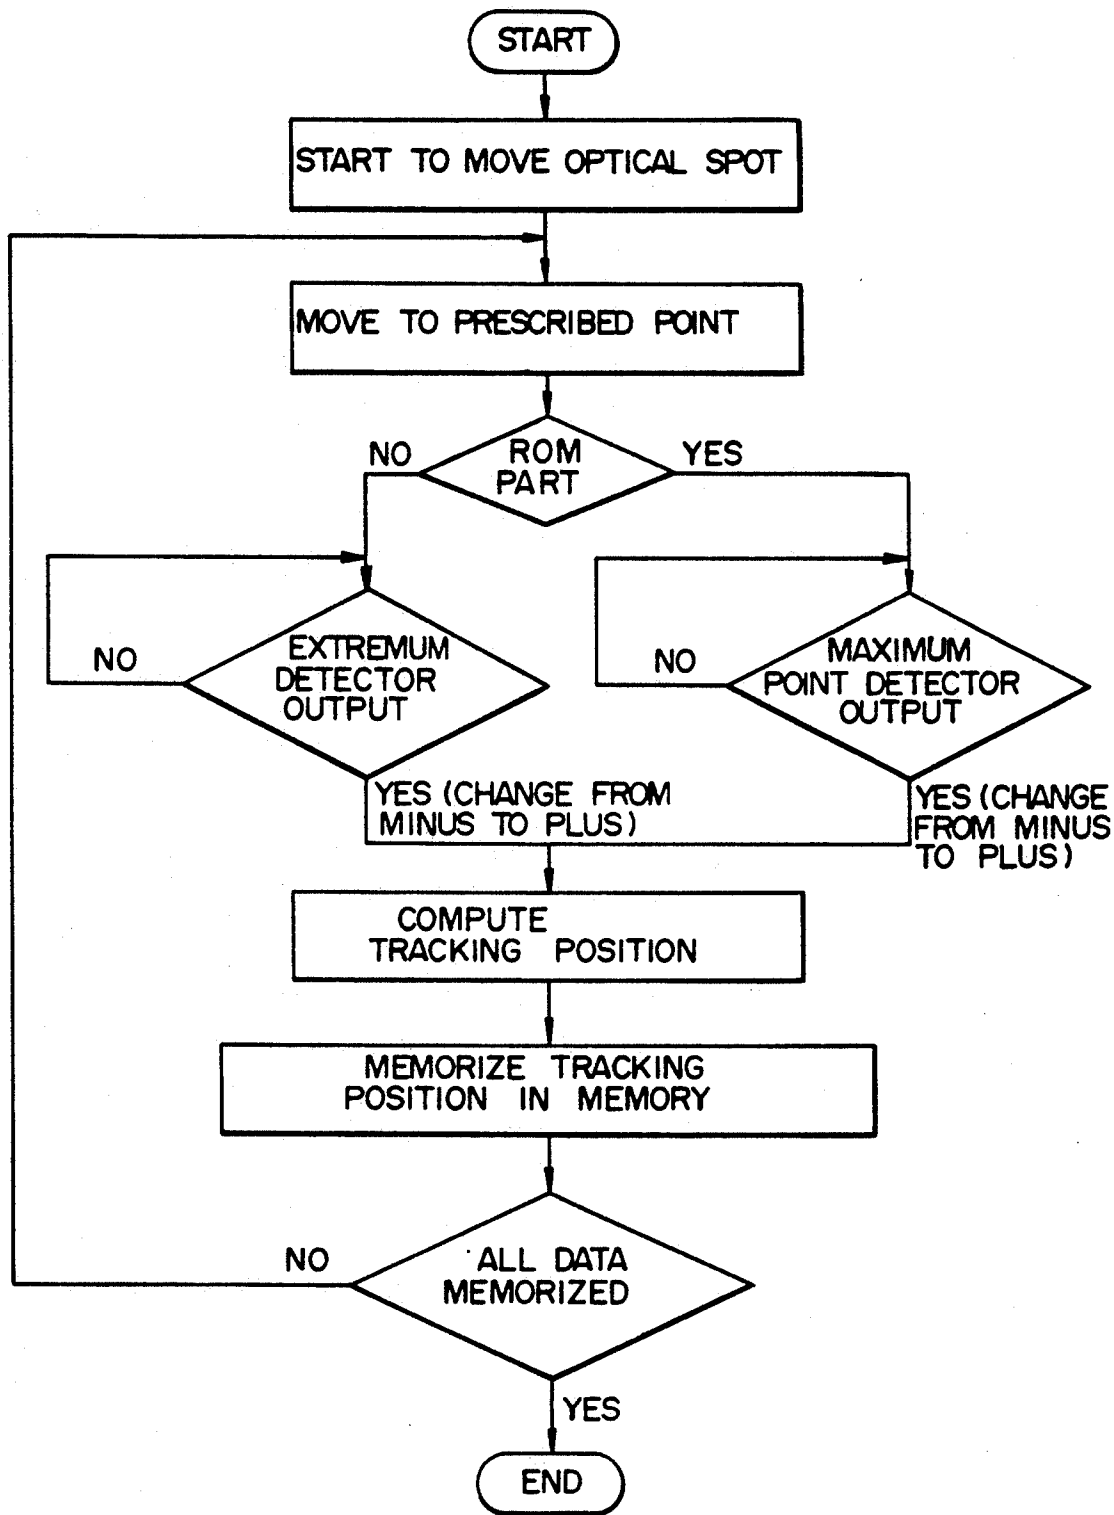 START
START TO MOVE OPTICAL SPOT
MOVE TO PRESCRIBED POINT
NO
ROM
PART
YES
NO
EXTREMUM
DETECTOR
OUTPUT
NO
MAXIMUM
POINT DETECTOR
OUTPUT
YES (CHANGE FROM
MINUS TO PLUS)
YES (CHANGE
FROM MINUS
TO PLUS)
COMPUTE
TRACKING POSITION
MEMORIZE TRACKING
POSITION IN MEMORY
NO
ALL DATA
MEMORIZED
YES
END